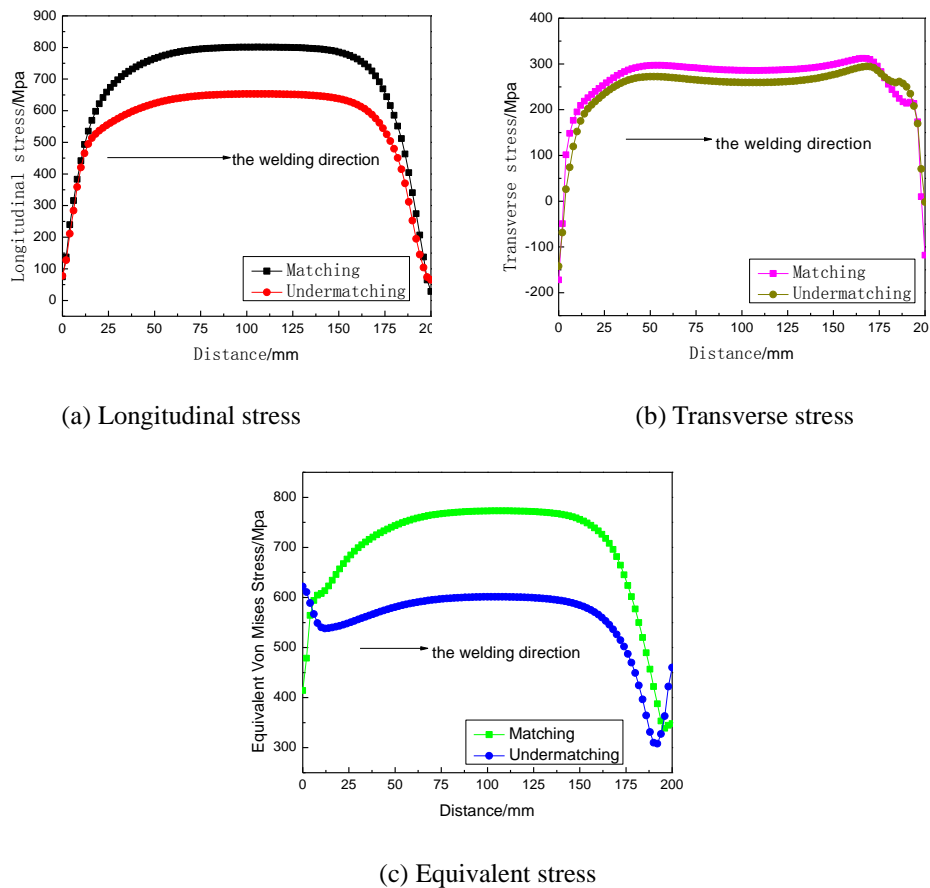 Longitudinal stress/Mpa
900
800
700
600
500
400
300
200
100
0
the welding direction
Matching
Undermatching
0 25 50 75 100 125 150 175 200
Distance/mm
Transverse stress/Mpa
400
300
200
100
0
-100
-200
the welding direction
Matching
Undermatching
0 25 50 75 100 125 150 175 200
Distance/mm
(a) Longitudinal stress
(b) Transverse stress
Equivalent Von Mises Stress/Mpa
800
700
600
500
400
300
the welding direction
Matching
Undermatching
0 25 50 75 100 125 150 175 200
Distance/mm
(c) Equivalent stress